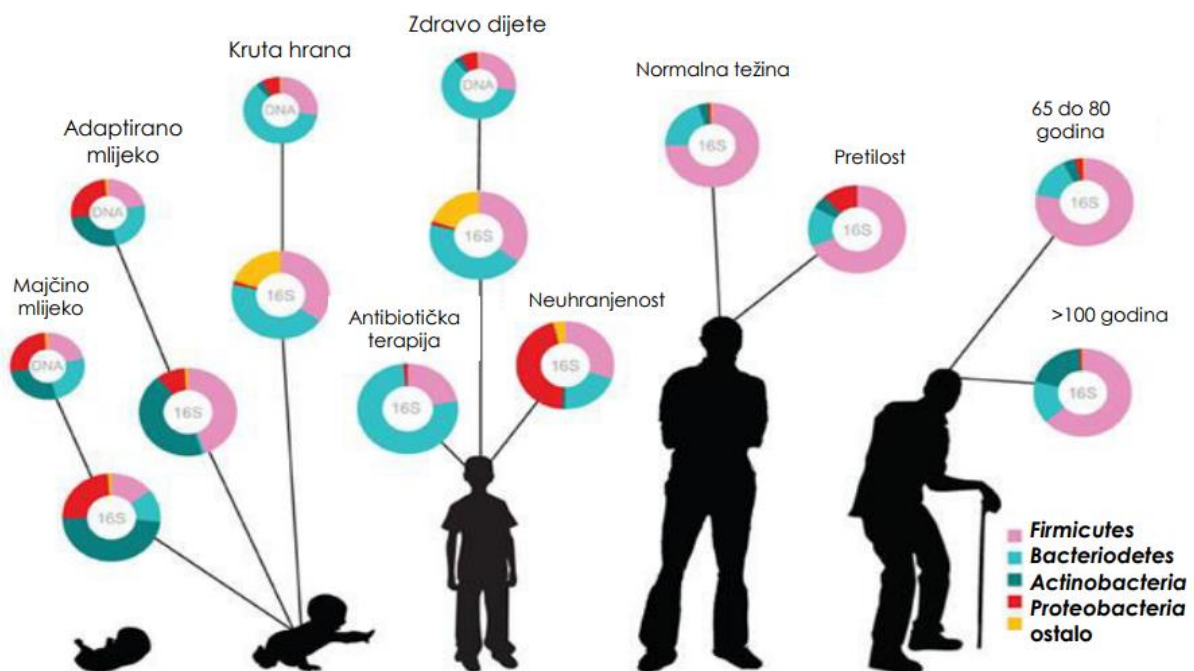 Zdravo dijete
Kruta hrana
DNA
DNA
Normalna težina
65 do 80
godina
Adaptirano
mlijeko
16S
Pretilost
16S
DNA
16S
16S
16S
Majčino
mlijeko
Antibiotička
terapija
Neuhranjenost
>100 godina
DNA
16S
16S
16S
16S
16S
Firmicutes
Bacteriodetes
Actinobacteria
Proteobacteria
ostalo